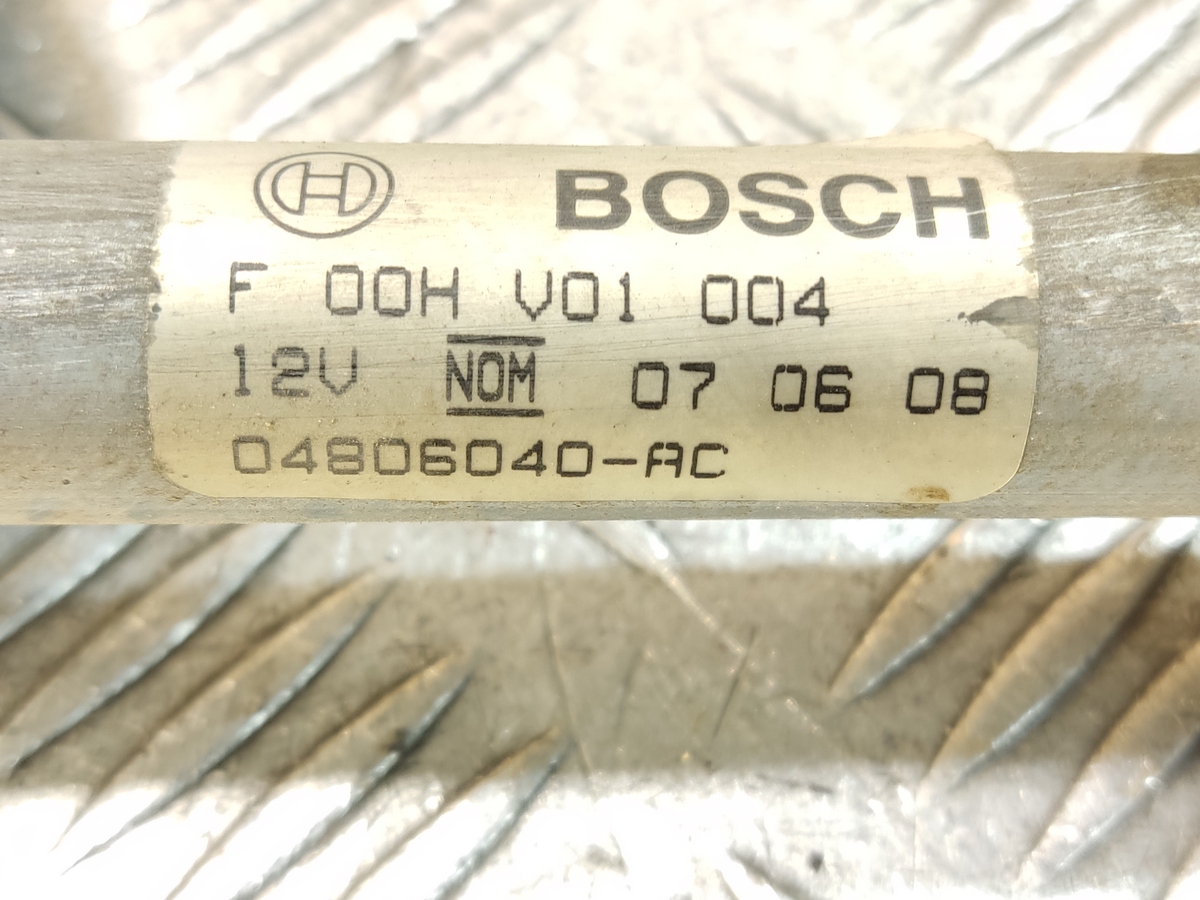 BOSCH
F 00H V01 004
12V NOM 07 06 08
04806040-AC